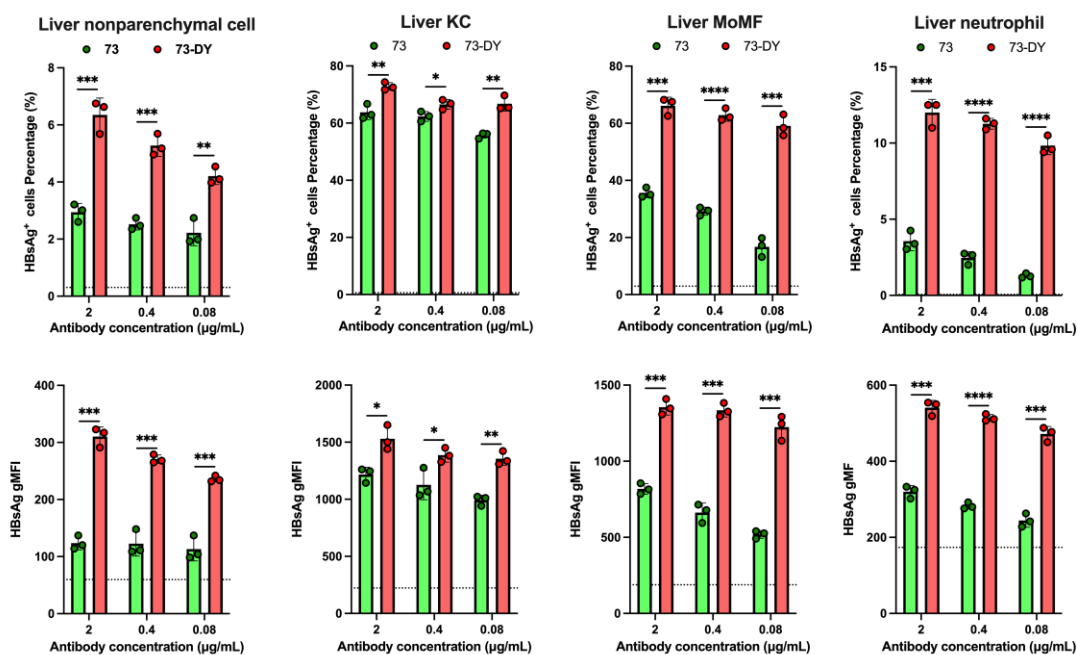 Liver nonparenchymal cell
73 73-DY
HBsAg+ cells Percentage (%)
8
6
4
2
0
*** *** **
2 0.4 0.08
Antibody concentration (µg/mL)
Liver KC
73 73-DY
HBsAg+ cells Percentage (%)
80
60
40
20
0
** * **
2 0.4 0.08
Antibody concentration (µg/mL)
Liver MoMF
73 73-DY
HBsAg+ cells Percentage (%)
80
60
40
20
0
*** **** ***
2 0.4 0.08
Antibody concentration (µg/mL)
Liver neutrophil
73 73-DY
HBsAg+ cells Percentage (%)
15
10
5
0
*** **** ****
2 0.4 0.08
Antibody concentration (µg/mL)
HBsAg gMFI
400
300
200
100
0
*** *** ***
2 0.4 0.08
Antibody concentration (µg/mL)
HBsAg gMFI
2000
1500
1000
500
0
* * **
2 0.4 0.08
Antibody concentration (µg/mL)
HBsAg gMFI
1500
1000
500
0
*** *** ***
2 0.4 0.08
Antibody concentration (µg/mL)
HBsAg gMF
600
400
200
0
*** **** ***
2 0.4 0.08
Antibody concentration (µg/mL)